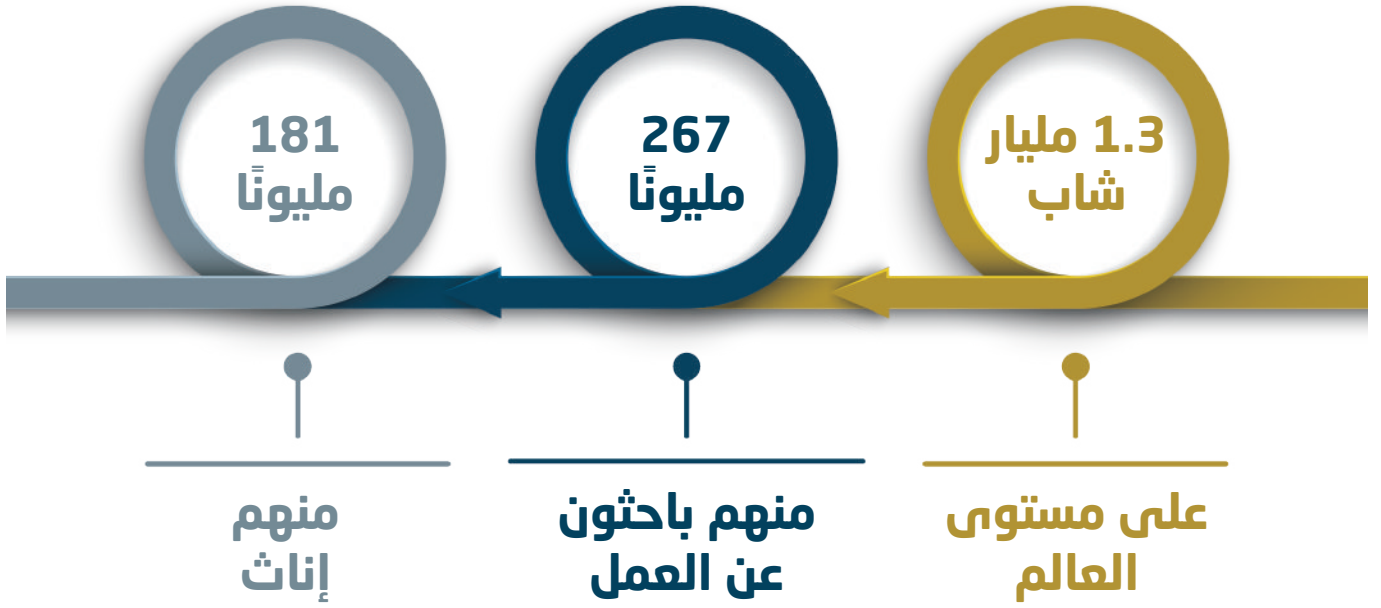 1.3 مليار
شاب
على مستوى
العالم
267
مليونًا
منهم باحثون
عن العمل
181
مليونًا
منهم
إناث